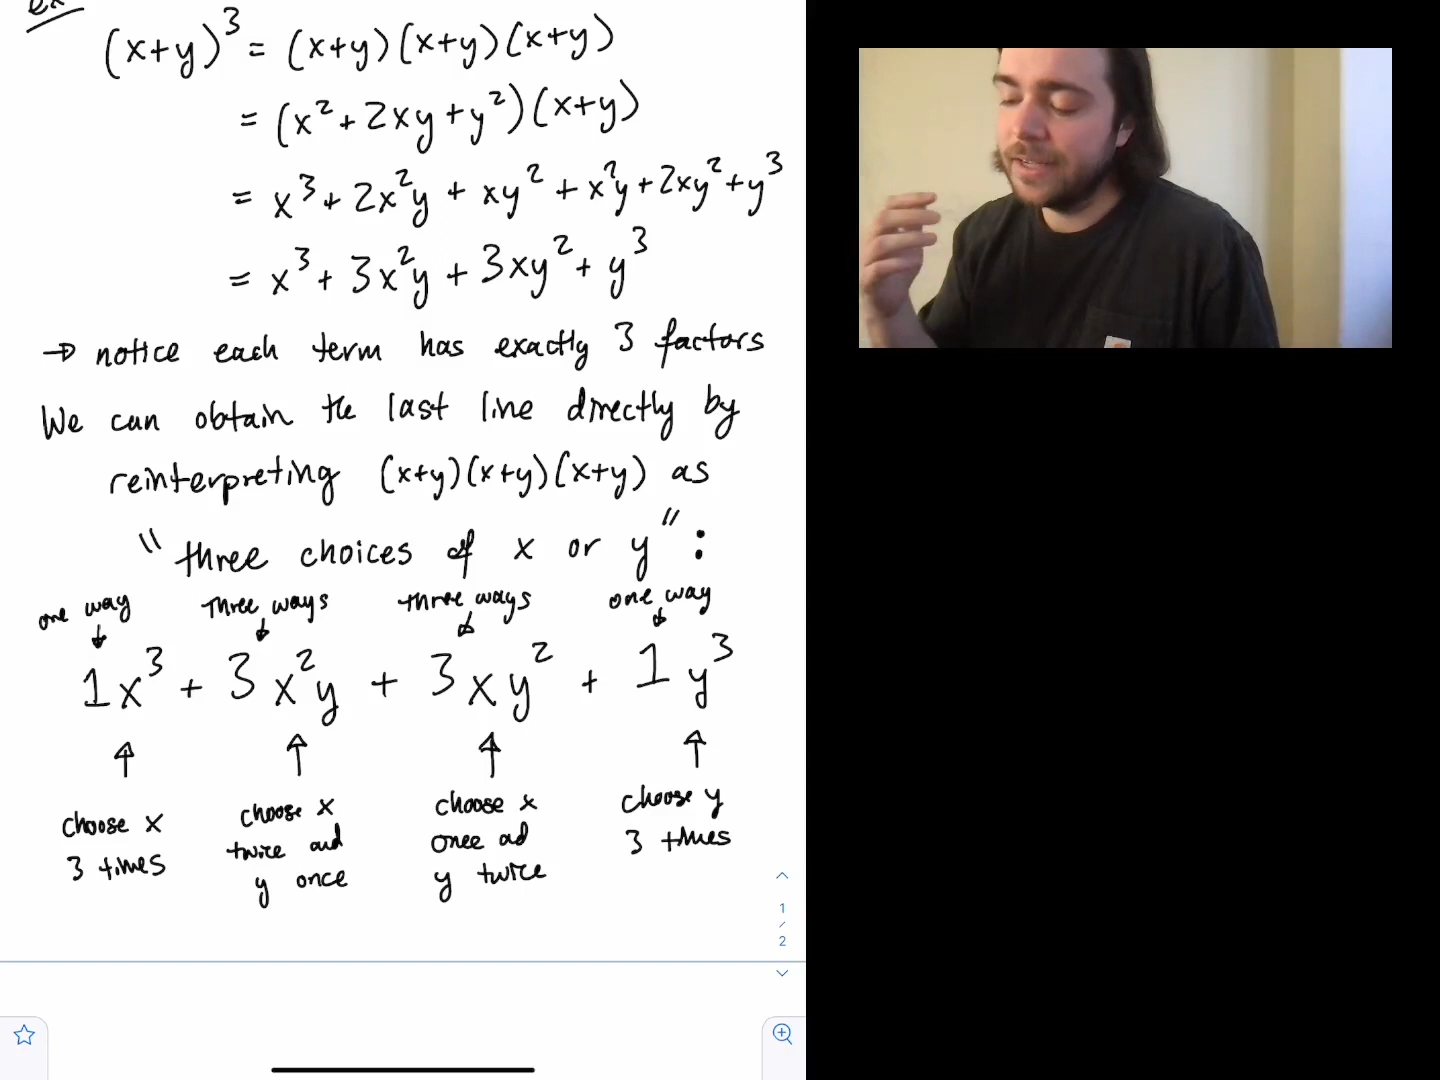 ex
(x+y)³ = (x+y)(x+y)(x+y)
= (x² + 2xy + y²)(x+y)
= x³ + 2x²y + xy² + x²y + 2xy² + y³
= x³ + 3x²y + 3xy² + y³
→ notice each term has exactly 3 factors
We can obtain the last line directly by
reinterpreting (x+y)(x+y)(x+y) as
"three choices of x or y":
one way three ways three ways one way
1x³ + 3x²y + 3xy² + 1y³
choose x choose x choose x choose y
3 times twice and once ad 3 times
y once y twice
1
/
2